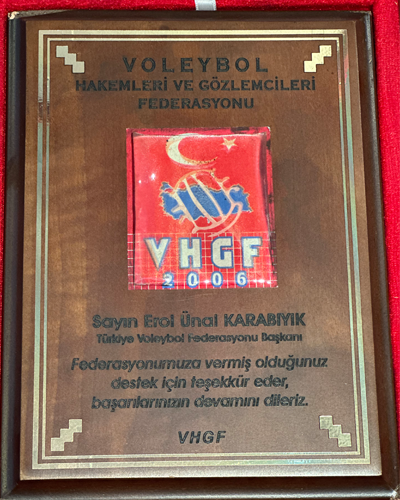 VOLEYBOL
HAKEMLERİ VE GÖZLEMCİLERİ
FEDERASYONU
VHGF
2006
Sayın Erol Ünal KARABIYIK
Türkiye Voleybol Federasyonu Başkanı
Federasyonumuza vermiş olduğunuz
destek için teşekkür eder,
başarılarınızın devamını dileriz.
VHGF